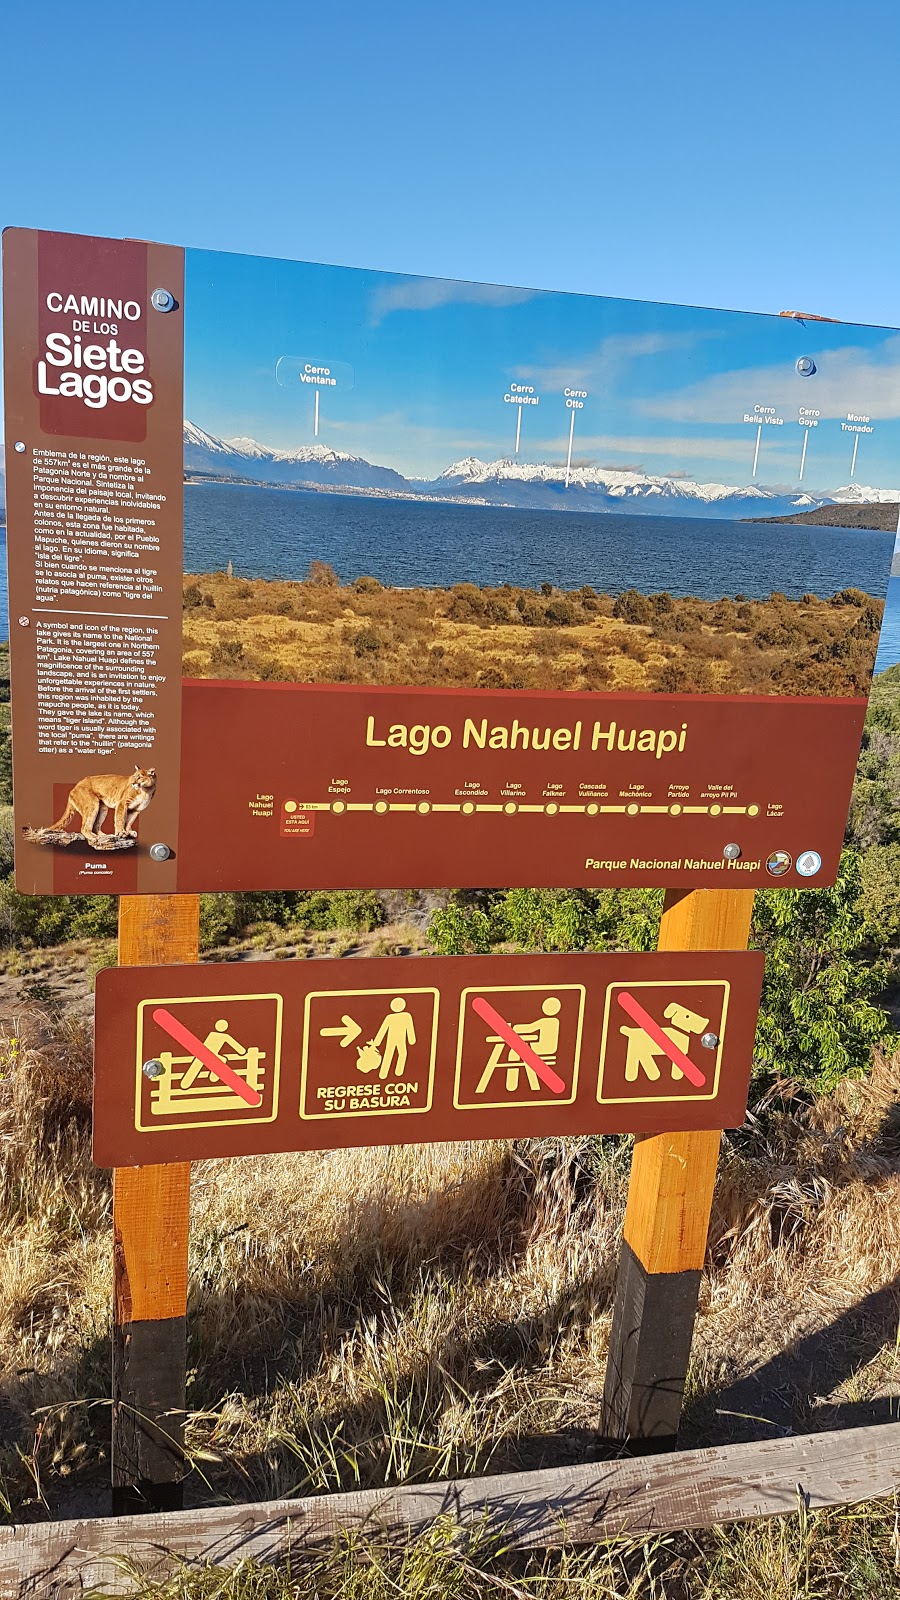 CAMINO
DE LOS
Siete
Lagos
Emblema de la región, este lago
de 557km² es el más grande de la
Patagonia Norte y da nombre al
Parque Nacional. Sintetiza la
imponencia del paisaje local, invitando
a descubrir experiencias inolvidables
en su entorno natural.
Antes de la llegada de los primeros
colonos, esta zona fue habitada,
como en la actualidad, por el Pueblo
Mapuche, quienes dieron su nombre
al lago. En su idioma, significa
"isla del tigre".
Si bien cuando se menciona al tigre
se lo asocia al puma, existen otros
relatos que hacen referencia al huillín
(nutria patagónica) como "tigre del
agua".
A symbol and icon of the region, this
lake gives its name to the National
Park. It is the largest one in Northern
Patagonia, covering an area of 557
km². Lake Nahuel Huapi defines the
magnificence of the surrounding
landscape, and is an invitation to enjoy
unforgettable experiences in nature.
Before the arrival of the first settlers,
this region was inhabited by the
mapuche people, as it is today.
They gave the lake its name, which
means "tiger island". Although the
word tiger is usually associated with
the local "puma", there are writings
that refer to the "huillín" (patagonia
otter) as a "water tiger".
Puma
(Puma concolor)
Cerro
Ventana
Cerro
Catedral
Cerro
Otto
Cerro
Bella Vista
Cerro
Goye
Monte
Tronador
Lago Nahuel Huapi
Lago
Nahuel
Huapi
USTED
ESTA AQUÍ
YOU ARE HERE
Lago
Espejo
Lago Correntoso
Lago
Escondido
Lago
Villarino
Lago
Falkner
Cascada
Vuliñanco
Lago
Machónico
Arroyo
Partido
Valle del
arroyo Pil Pil
Lago
Lácar
Parque Nacional Nahuel Huapi
REGRESE CON
SU BASURA